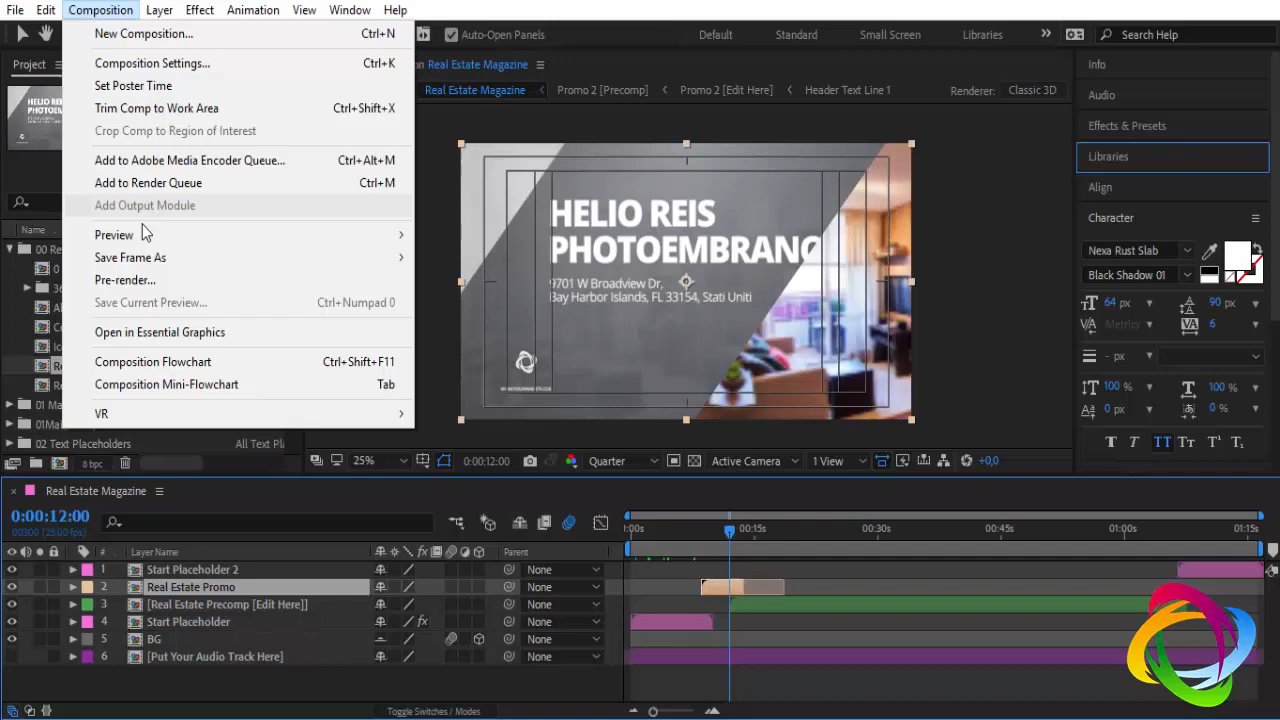 File Edit Composition Layer Effect Animation View Window Help
New Composition... Ctrl+N
Composition Settings... Ctrl+K
Set Poster Time
Trim Comp to Work Area Ctrl+Shift+X
Crop Comp to Region of Interest
Add to Adobe Media Encoder Queue... Ctrl+Alt+M
Add to Render Queue Ctrl+M
Add Output Module
Preview
Save Frame As
Pre-render...
Save Current Preview... Ctrl+Numpad 0
Open in Essential Graphics
Composition Flowchart Ctrl+Shift+F11
Composition Mini-Flowchart Tab
VR
Auto-Open Panels Default Standard Small Screen Libraries Search Help
Project
Name
00 Re
01 Ma
01Ma
02 Text Placeholders All Text Pl
8 bpc
on Real Estate Magazine
Real Estate Magazine Promo 2 [Precomp] Promo 2 [Edit Here] Header Text Line 1 Renderer: Classic 3D
HELIO REIS
PHOTOEMBRANC
9701 W Broadview Dr,
Bay Harbor Islands, FL 33154, Stati Uniti
25% 0:00:12:00 Quarter Active Camera 1 View +0,0
Info
Audio
Effects & Presets
Libraries
Align
Character
Nexa Rust Slab
Black Shadow 01
64 px 90 px
Metrics 6
- px
100 % 100 %
0 px 0 %
Real Estate Magazine
0:00:12:00
00300 (25.00 fps)
:00s 00:15s 00:30s 00:45s 01:00s 01:15s
# Layer Name Parent
1 Start Placeholder 2 None
2 Real Estate Promo None
3 [Real Estate Precomp [Edit Here]] None
4 Start Placeholder None
5 BG None
6 [Put Your Audio Track Here] None
Toggle Switches / Modes